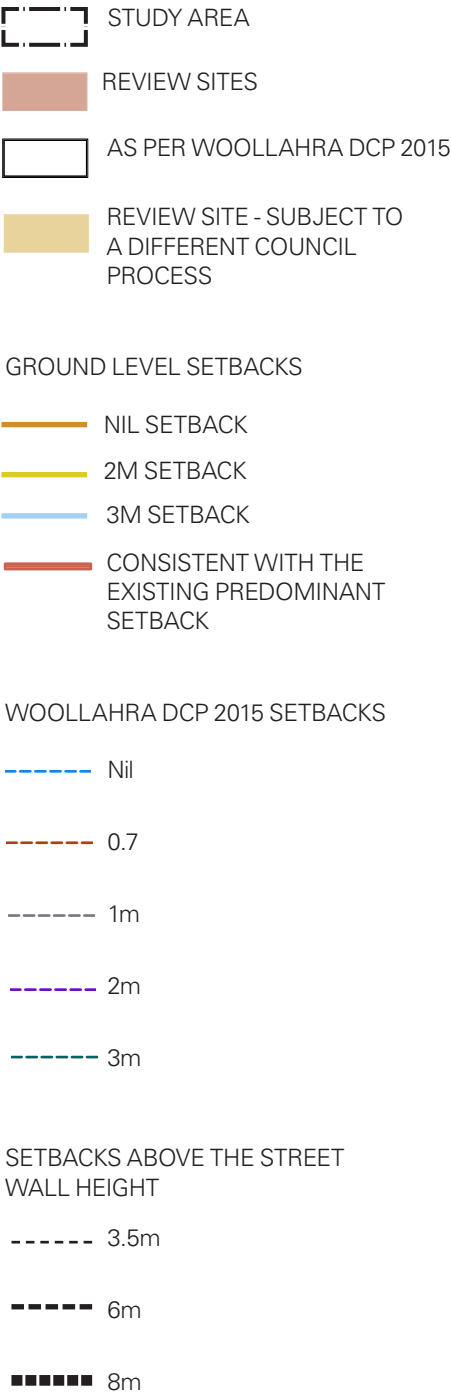 STUDY AREA
REVIEW SITES
AS PER WOOLLAHRA DCP 2015
REVIEW SITE - SUBJECT TO
A DIFFERENT COUNCIL
PROCESS
GROUND LEVEL SETBACKS
NIL SETBACK
2M SETBACK
3M SETBACK
CONSISTENT WITH THE
EXISTING PREDOMINANT
SETBACK
WOOLLAHRA DCP 2015 SETBACKS
Nil
0.7
1m
2m
3m
SETBACKS ABOVE THE STREET
WALL HEIGHT
3.5m
6m
8m